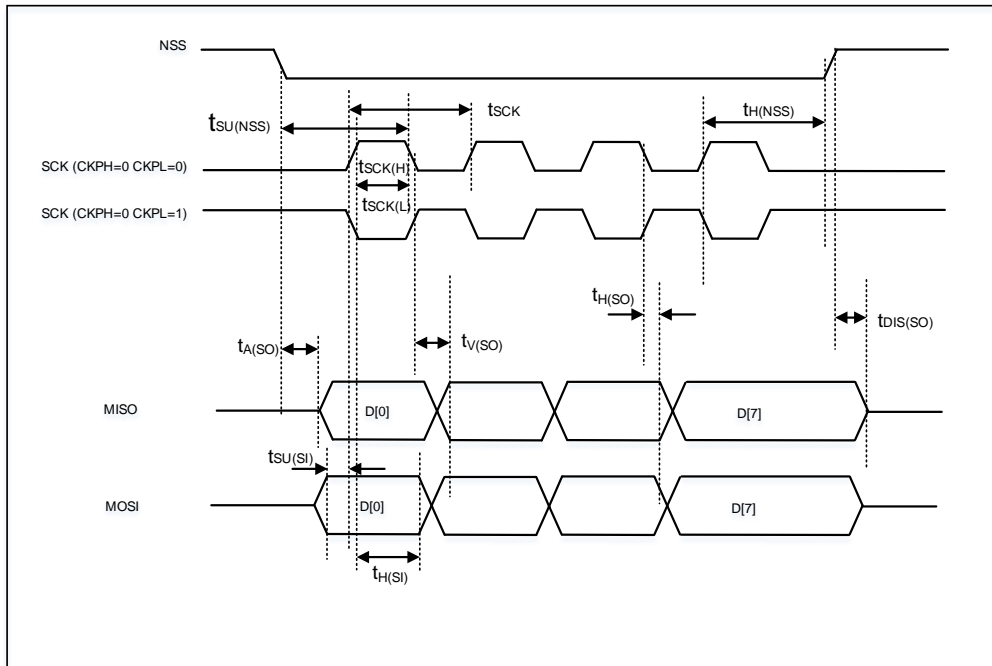 NSS
tSCK
tH(NSS)
tSU(NSS)
SCK (CKPH=0 CKPL=0)
tSCK(H)
tSCK(L)
SCK (CKPH=0 CKPL=1)
tH(SO)
tDIS(SO)
tV(SO)
tA(SO)
MISO
D[0]
D[7]
tSU(SI)
MOSI
D[0]
D[7]
tH(SI)